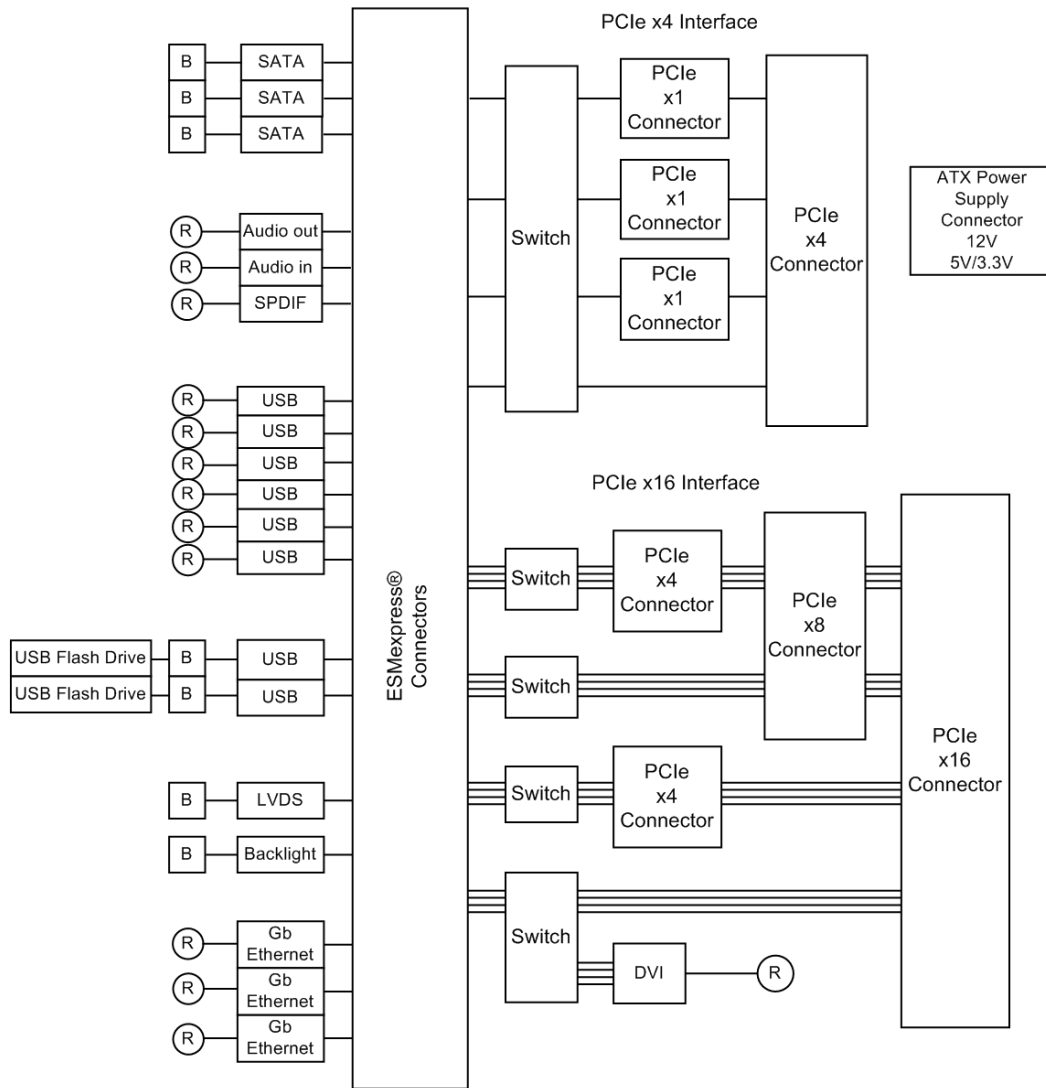 PCIe x4 Interface
B
SATA
B
SATA
B
SATA
R
Audio out
R
Audio in
R
SPDIF
R
USB
R
USB
R
USB
R
USB
R
USB
R
USB
USB Flash Drive
B
USB
USB Flash Drive
B
USB
B
LVDS
B
Backlight
R
Gb
Ethernet
R
Gb
Ethernet
R
Gb
Ethernet
ESMexpress®
Connectors
Switch
PCIe
x1
Connector
PCIe
x1
Connector
PCIe
x1
Connector
PCIe
x4
Connector
ATX Power
Supply
Connector
12V
5V/3.3V
PCIe x16 Interface
Switch
PCIe
x4
Connector
PCIe
x8
Connector
Switch
Switch
PCIe
x4
Connector
PCIe
x16
Connector
Switch
DVI
R